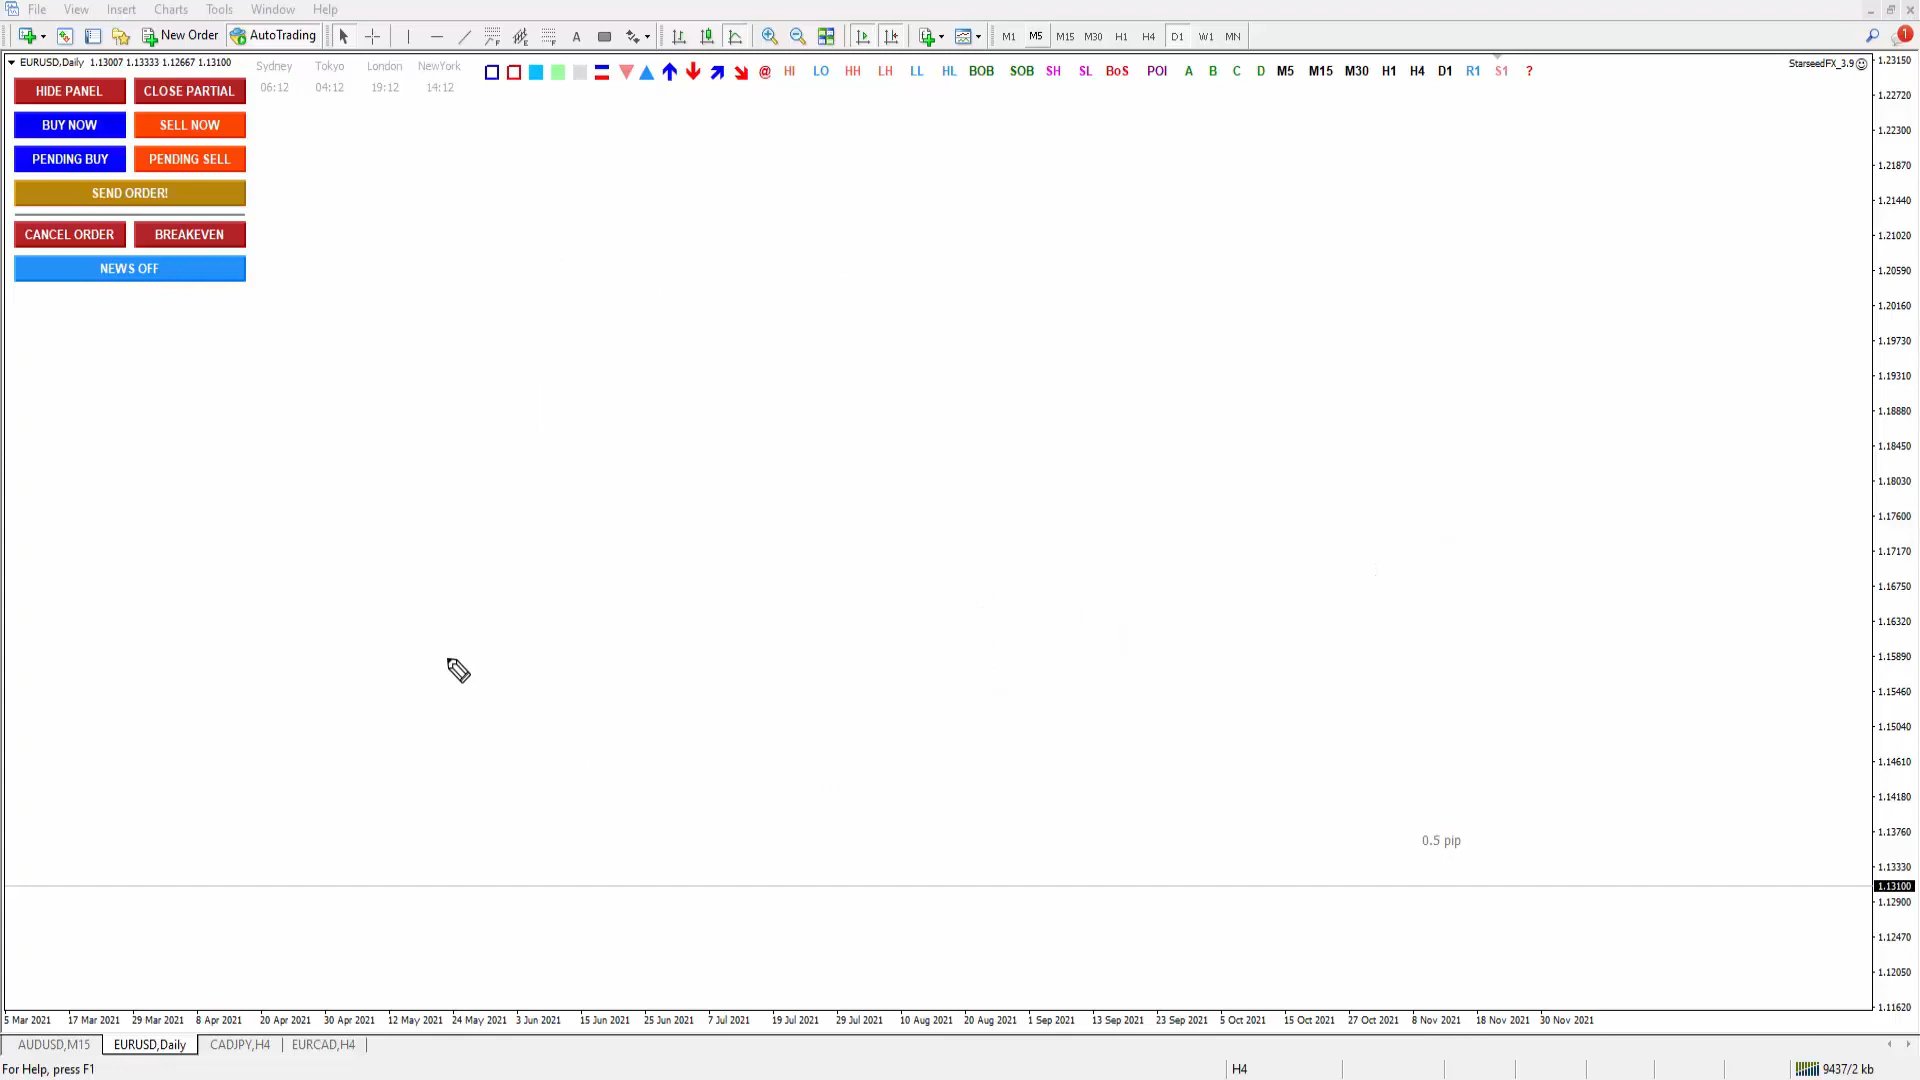 File View Insert Charts Tools Window Help
New Order AutoTrading M1 M5 M15 M30 H1 H4 D1 W1 MN 1
EURUSD,Daily 1.13007 1.13333 1.12667 1.13100
Sydney Tokyo London NewYork
06:12 04:12 19:12 14:12
@ HI LO HH LH LL HL BOB SOB SH SL BoS POI A B C D M5 M15 M30 H1 H4 D1 R1 S1 ?
StarseedFX_3.9
HIDE PANEL CLOSE PARTIAL
BUY NOW SELL NOW
PENDING BUY PENDING SELL
SEND ORDER!
CANCEL ORDER BREAKEVEN
NEWS OFF
0.5 pip
1.23150
1.22720
1.22300
1.21870
1.21440
1.21020
1.20590
1.20160
1.19730
1.19310
1.18880
1.18450
1.18030
1.17600
1.17170
1.16750
1.16320
1.15890
1.15460
1.15040
1.14610
1.14180
1.13760
1.13330
1.13100
1.12900
1.12470
1.12050
1.11620
5 Mar 2021 17 Mar 2021 29 Mar 2021 8 Apr 2021 20 Apr 2021 30 Apr 2021 12 May 2021 24 May 2021 3 Jun 2021 15 Jun 2021 25 Jun 2021 7 Jul 2021 19 Jul 2021 29 Jul 2021 10 Aug 2021 20 Aug 2021 1 Sep 2021 13 Sep 2021 23 Sep 2021 5 Oct 2021 15 Oct 2021 27 Oct 2021 8 Nov 2021 18 Nov 2021 30 Nov 2021
AUDUSD,M15 EURUSD,Daily CADJPY,H4 EURCAD,H4
For Help, press F1 H4 9437/2 kb